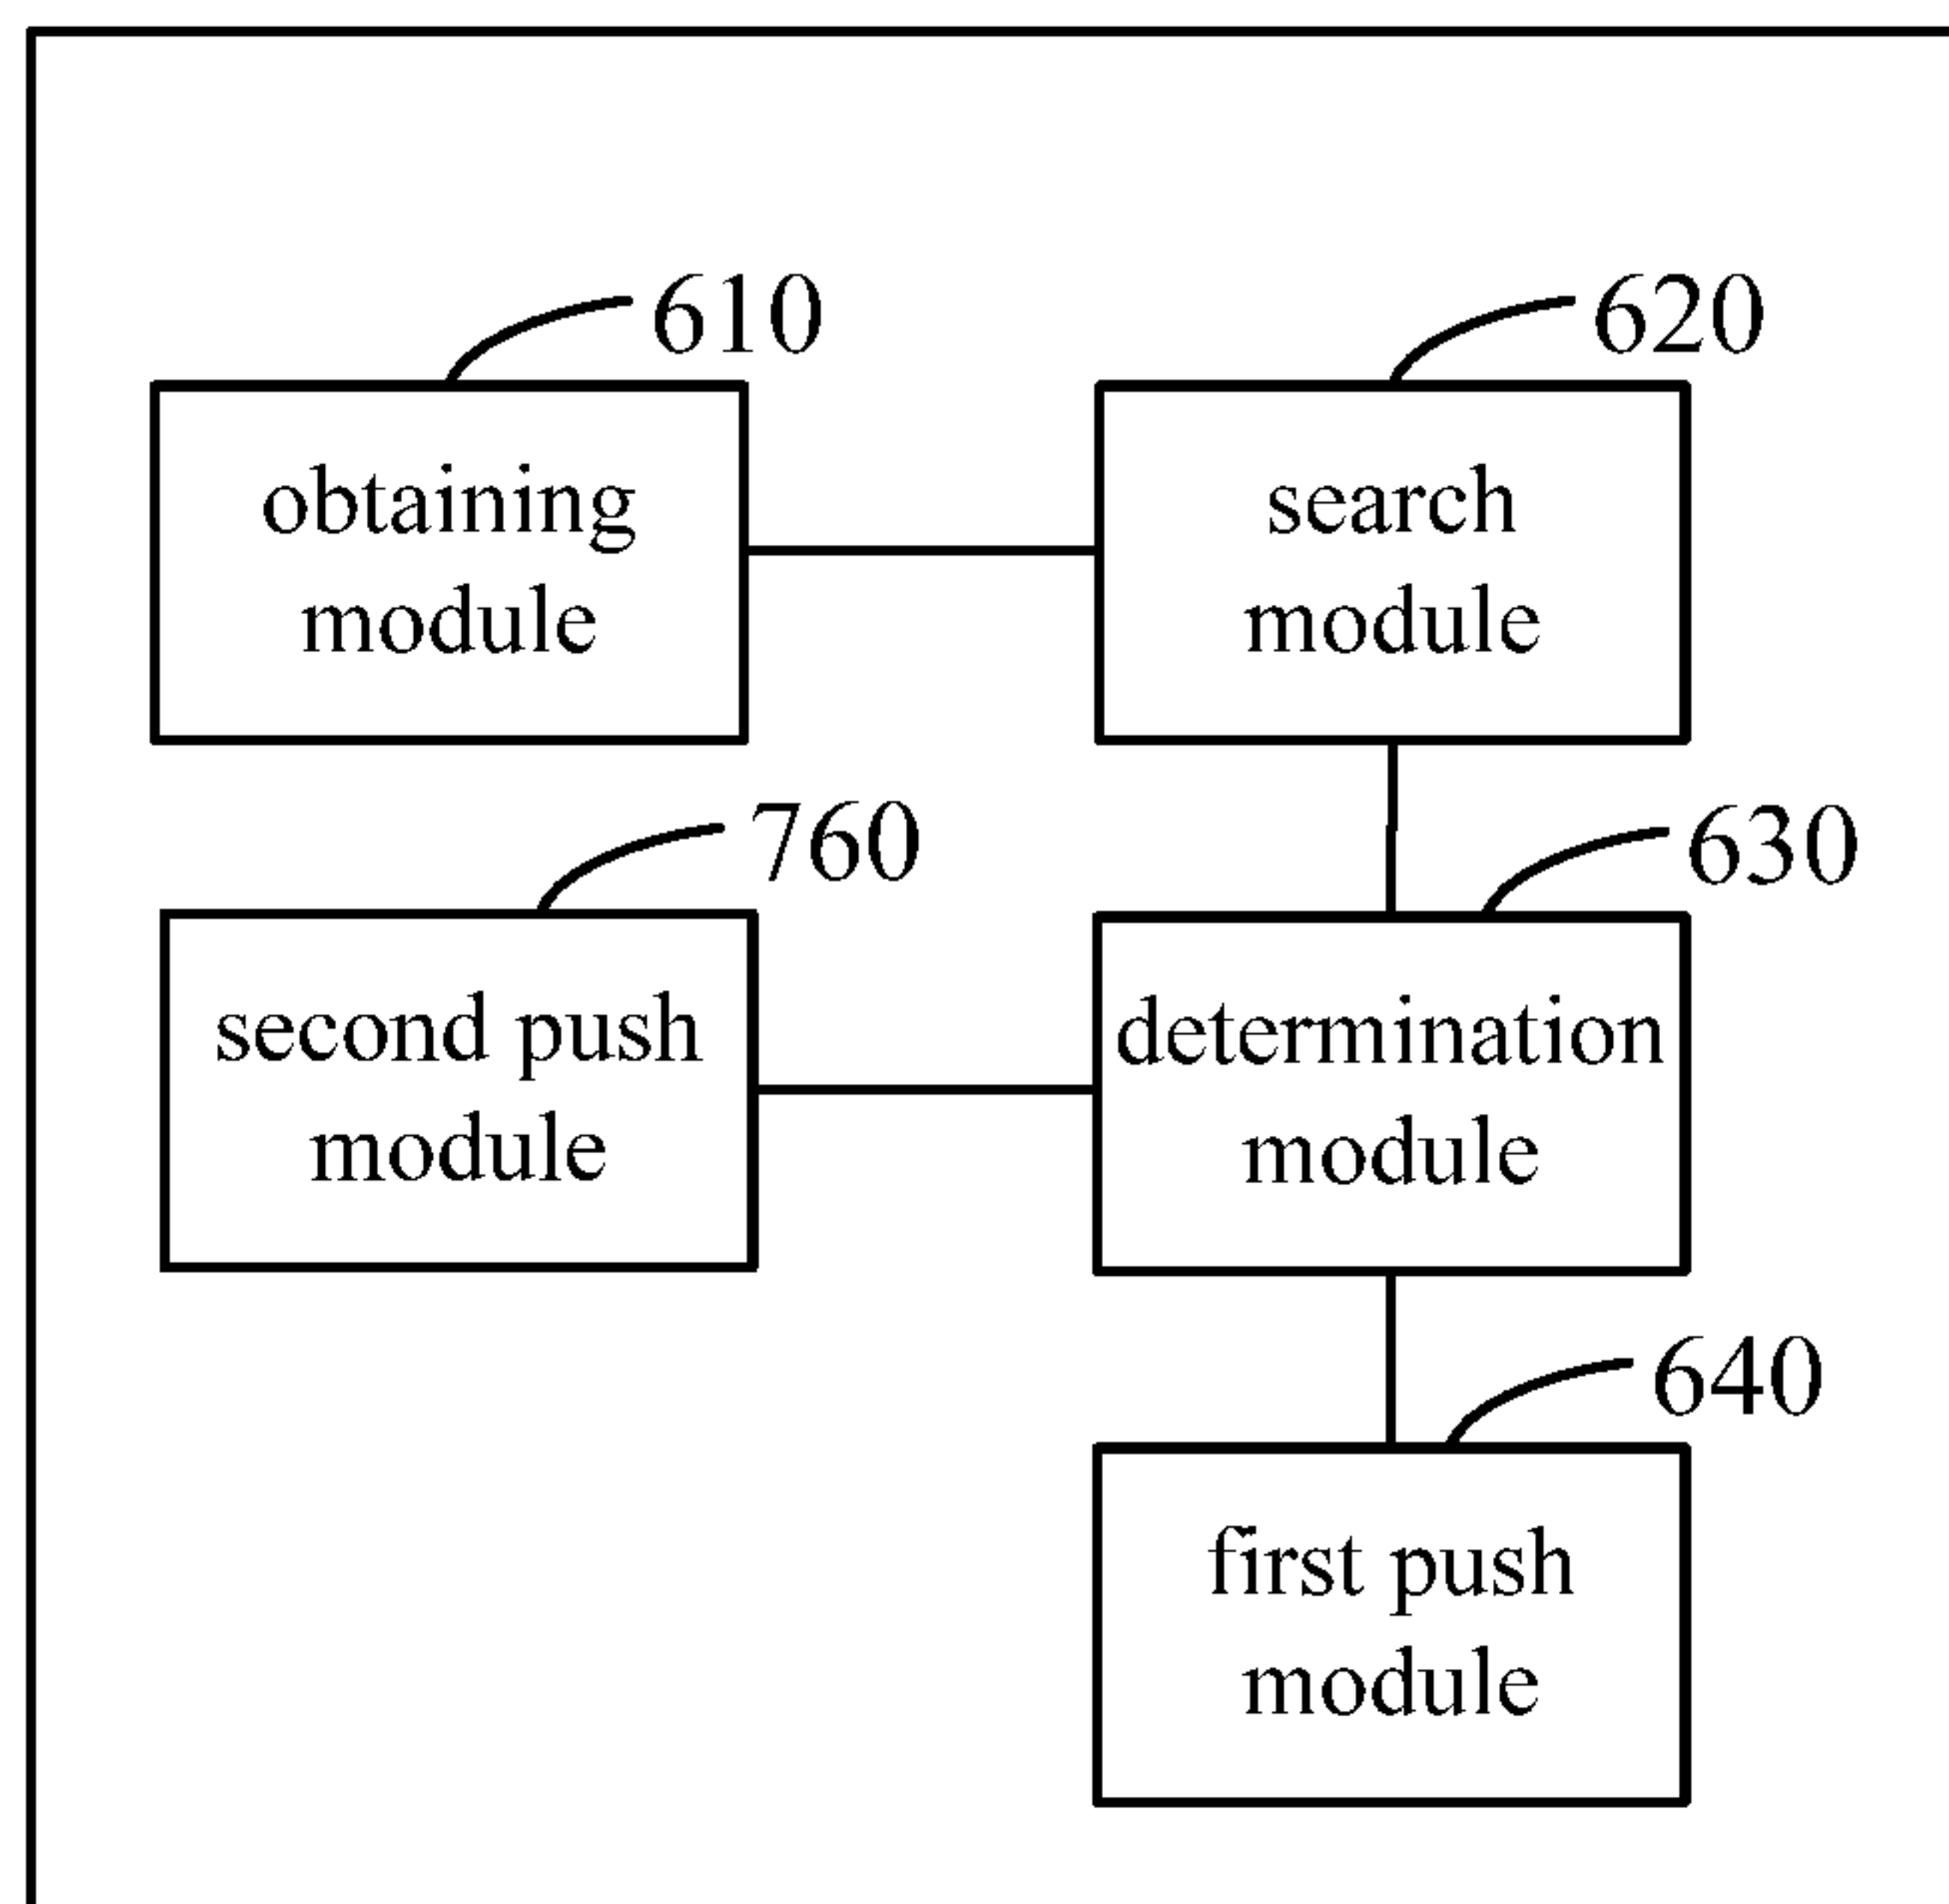 610
obtaining
module
620
search
module
760
second push
module
630
determination
module
640
first push
module